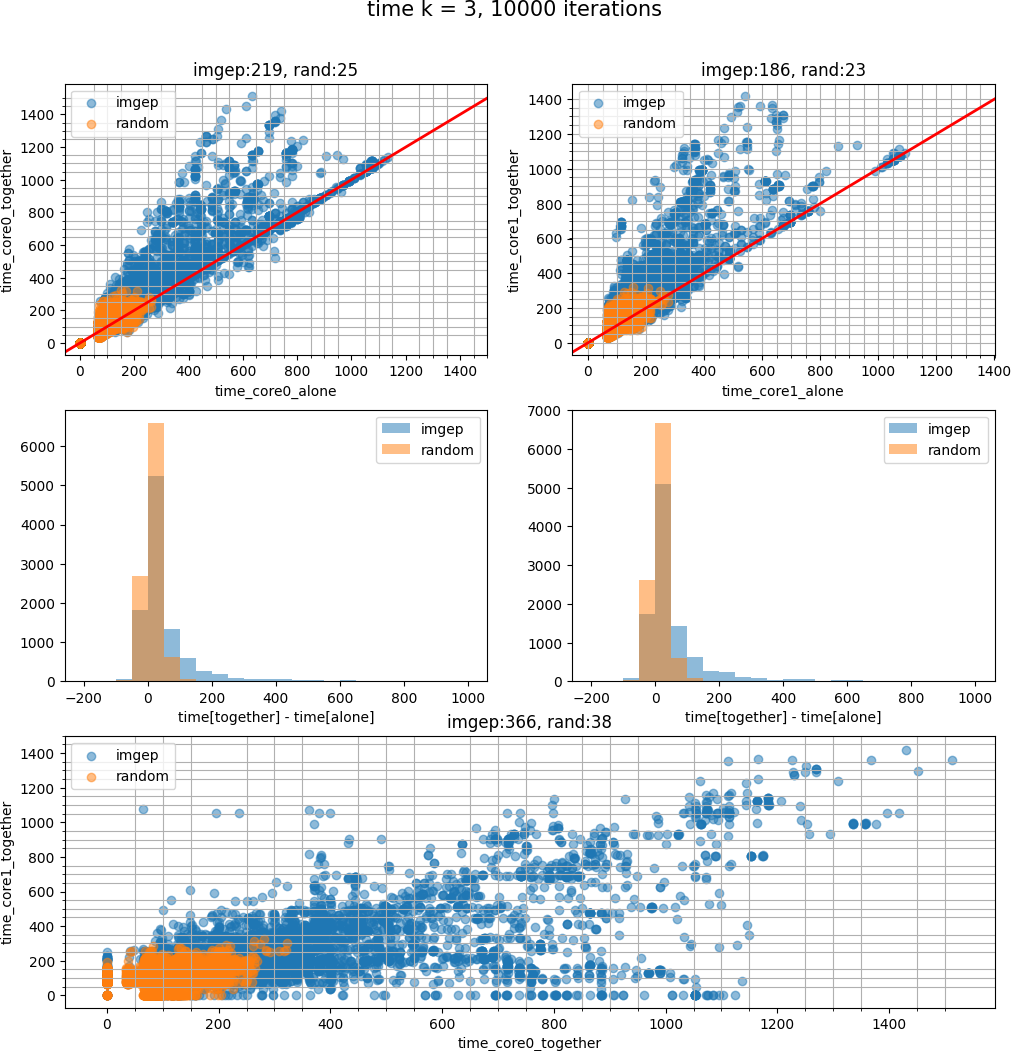 time k = 3, 10000 iterations
imgep:219, rand:25
imgep
random
time_core0_together
1400
1200
1000
800
600
400
200
0
0 200 400 600 800 1000 1200 1400
time_core0_alone
imgep:186, rand:23
imgep
random
time_core1_together
1400
1200
1000
800
600
400
200
0
0 200 400 600 800 1000 1200 1400
time_core1_alone
imgep
random
6000
5000
4000
3000
2000
1000
0
−200 0 200 400 600 800 1000
time[together] - time[alone]
imgep
random
7000
6000
5000
4000
3000
2000
1000
0
−200 0 200 400 600 800 1000
time[together] - time[alone]
imgep:366, rand:38
imgep
random
time_core1_together
1400
1200
1000
800
600
400
200
0
0 200 400 600 800 1000 1200 1400
time_core0_together